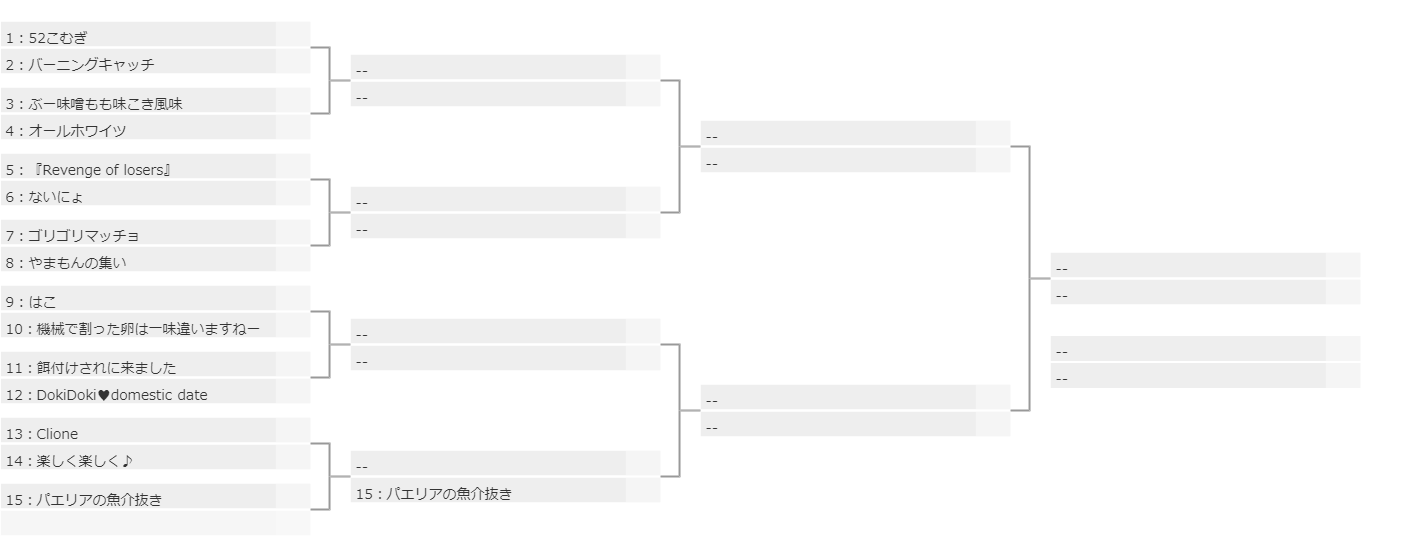 1：52こむぎ
2：バーニングキャッチ
3：ぶー味噌もも味こき風味
4：オールホワイツ
5：『Revenge of losers』
6：ないにょ
7：ゴリゴリマッチョ
8：やまもんの集い
9：はこ
10：機械で割った卵は一味違いますねー
11：餌付けされに来ました
12：DokiDoki♥domestic date
13：Clione
14：楽しく楽しく♪
15：パエリアの魚介抜き
--
--
--
--
--
--
--
15：パエリアの魚介抜き
--
--
--
--
--
--
--
--